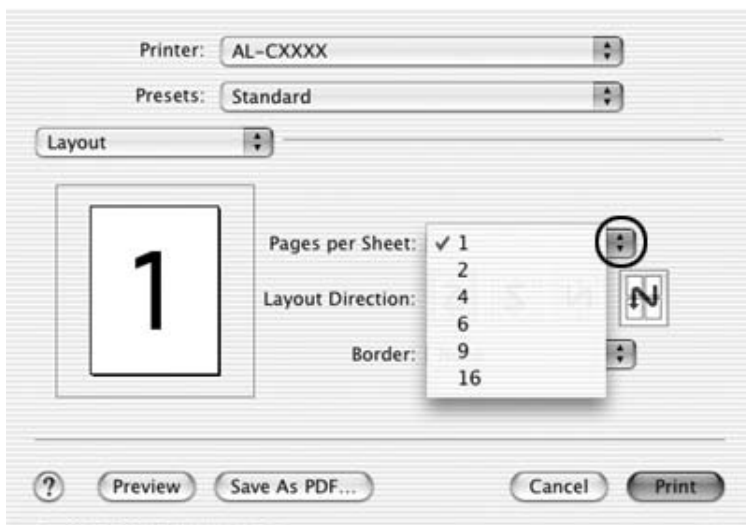 Printer: AL-CXXXX
Presets: Standard
Layout
1
Pages per Sheet: ✓ 1
2
Layout Direction: 4
6
Border: 9
16
? Preview Save As PDF... Cancel Print